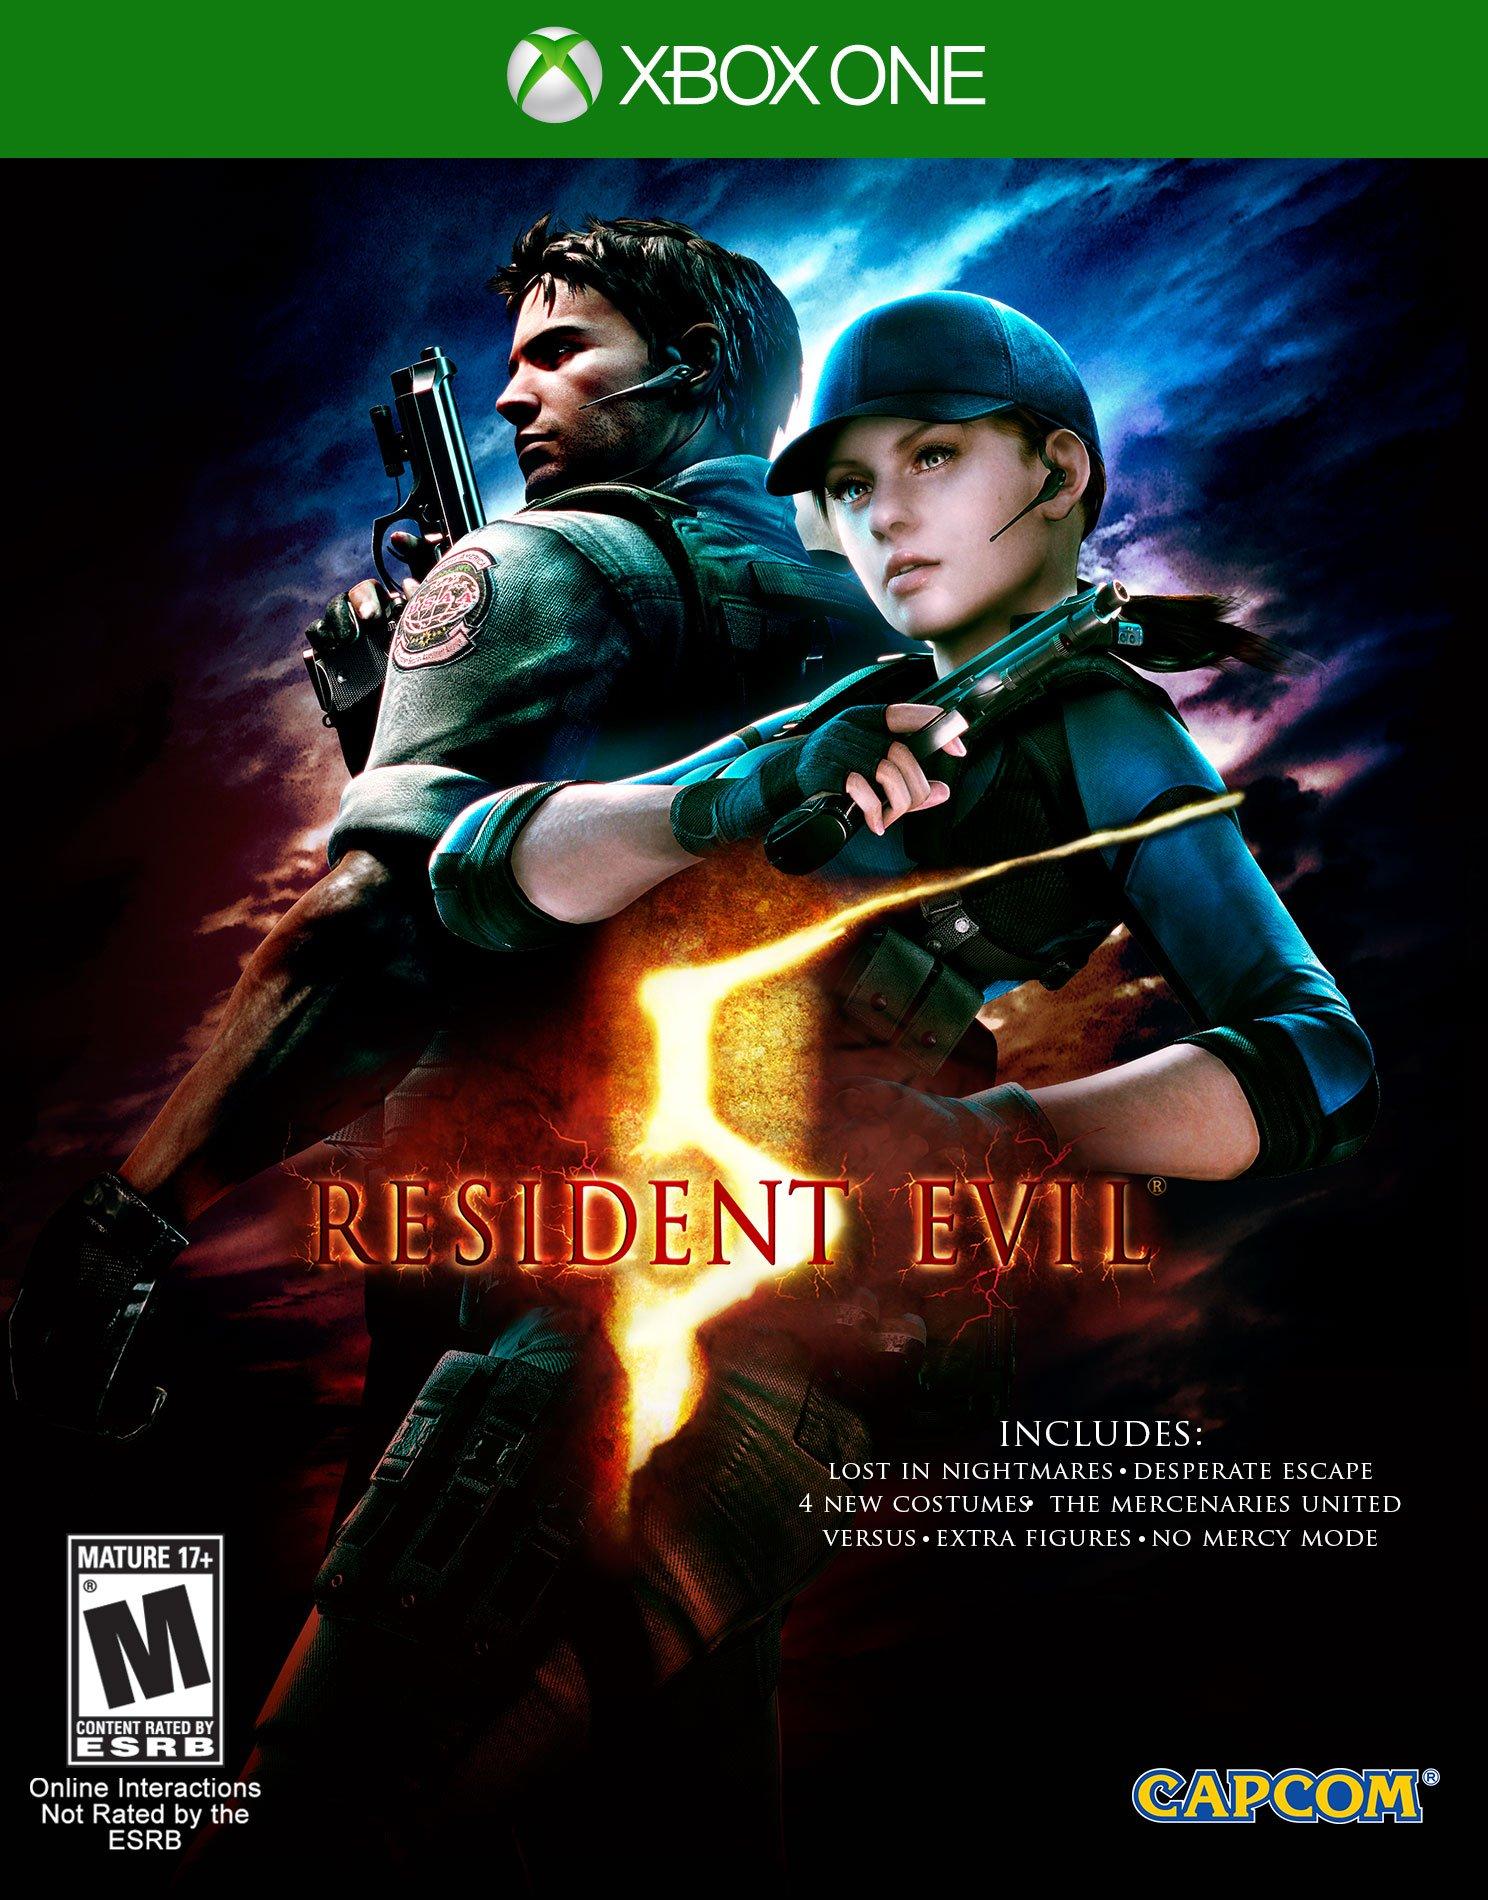 XBOX ONE
BSAA
5
RESIDENT EVIL®
INCLUDES:
LOST IN NIGHTMARES • DESPERATE ESCAPE
4 NEW COSTUMES • THE MERCENARIES UNITED
VERSUS • EXTRA FIGURES • NO MERCY MODE
MATURE 17+
®
M
CONTENT RATED BY
ESRB
Online Interactions
Not Rated by the
ESRB
CAPCOM®